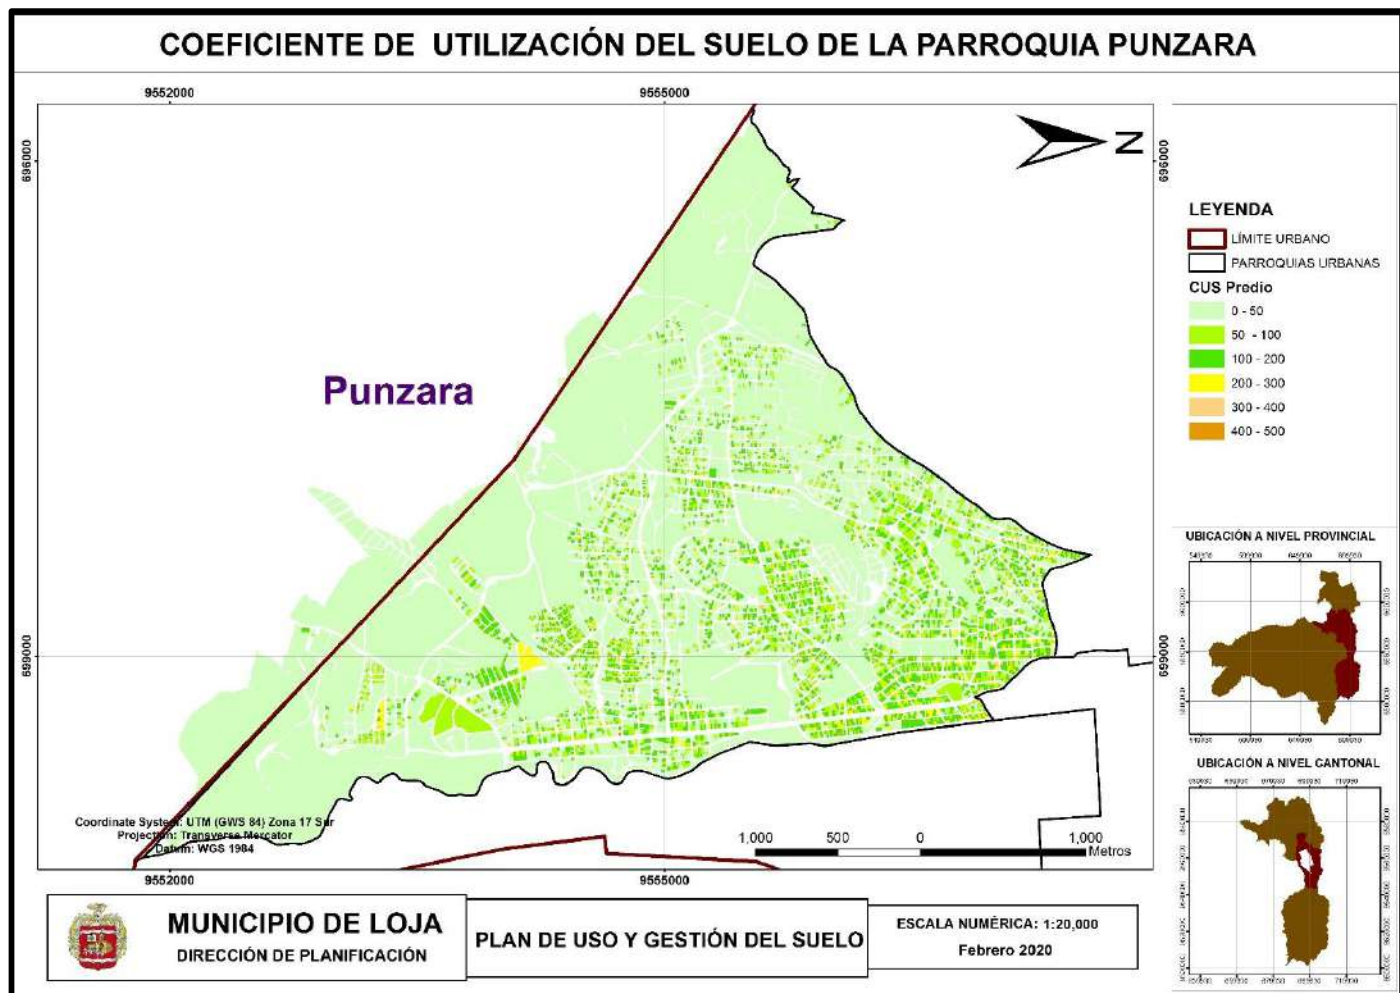 COEFICIENTE DE UTILIZACIÓN DEL SUELO DE LA PARROQUIA PUNZARA
9552000
9555000
696000
696000
N
Punzara
699000
699000
LEYENDA
LÍMITE URBANO
PARROQUIAS URBANAS
CUS Predio
0 - 50
50 - 100
100 - 200
200 - 300
300 - 400
400 - 500
UBICACIÓN A NIVEL PROVINCIAL
UBICACIÓN A NIVEL CANTONAL
Coordinate System: UTM (GWS 84) Zona 17 Sur
Projection: Transverse Mercator
Datum: WGS 1984
1,000
500
0
1,000
Metros
9552000
9555000
MUNICIPIO DE LOJA
DIRECCIÓN DE PLANIFICACIÓN
PLAN DE USO Y GESTIÓN DEL SUELO
ESCALA NUMÉRICA: 1:20,000
Febrero 2020